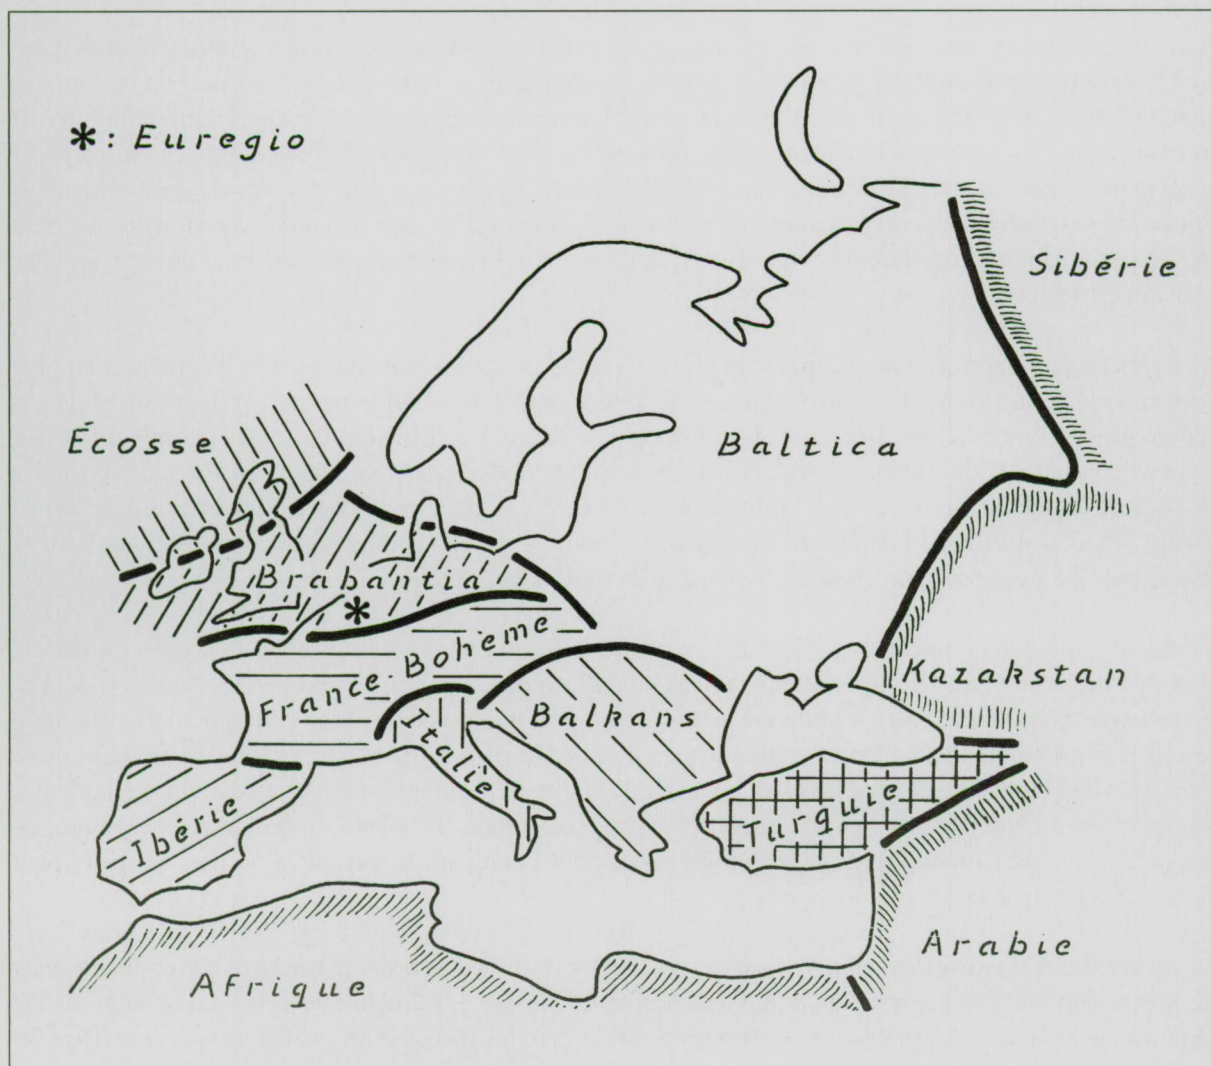 *: Euregio
Sibérie
Écosse
Baltica
Brabantia
*
France-Bohème
Kazakstan
Italie
Balkans
Ibérie
Turquie
Arabie
Afrique